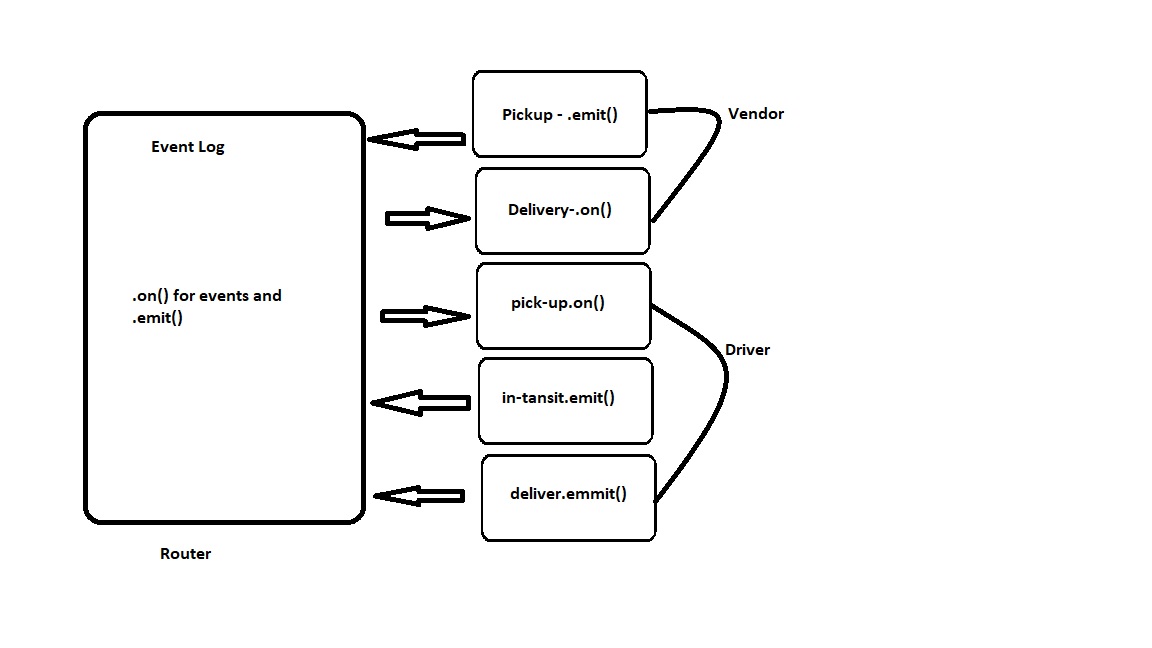 Pickup - .emit()
Vendor
Event Log
Delivery-.on()
.on() for events and
.emit()
pick-up.on()
Driver
in-tansit.emit()
deliver.emmit()
Router